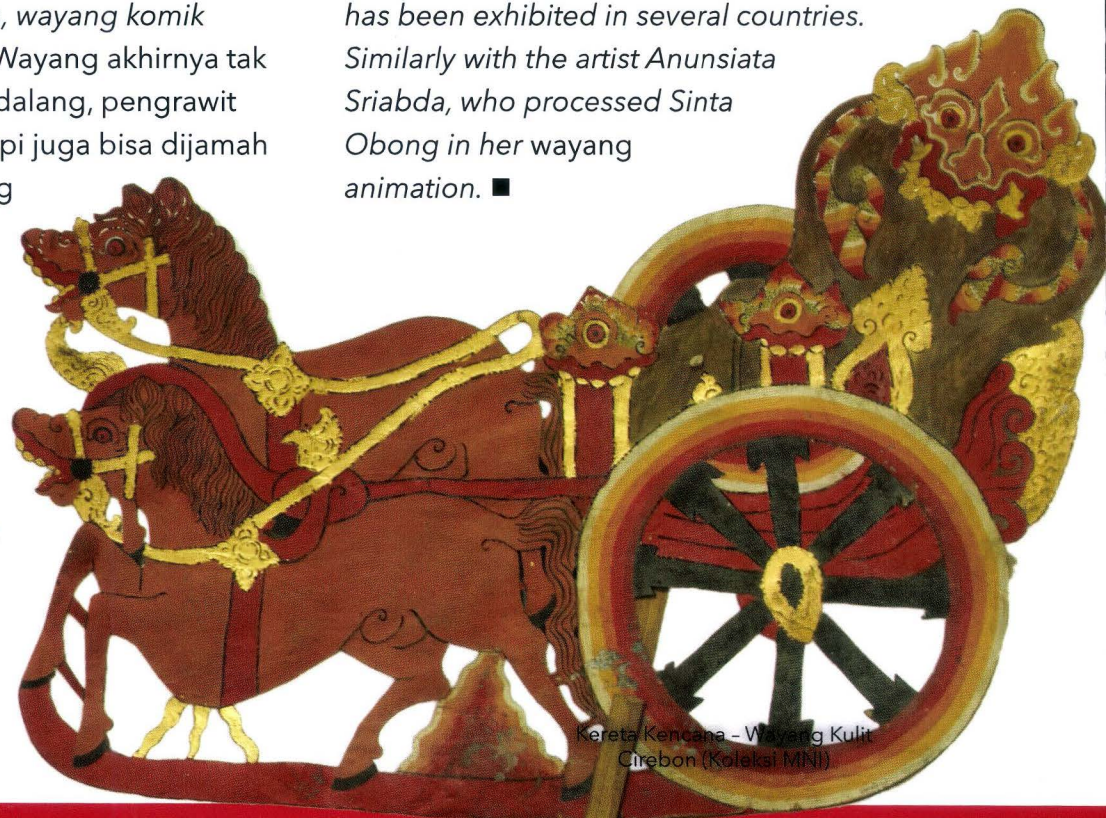 , wayang komik
Wayang akhirnya tak
dalang, pengrawit
pi juga bisa dijamah
g
has been exhibited in several countries.
Similarly with the artist Anunsiata
Sriabda, who processed Sinta
Obong in her wayang
animation. ■
Kereta Kencana – Wayang Kulit
Cirebon (Koleksi MNI)